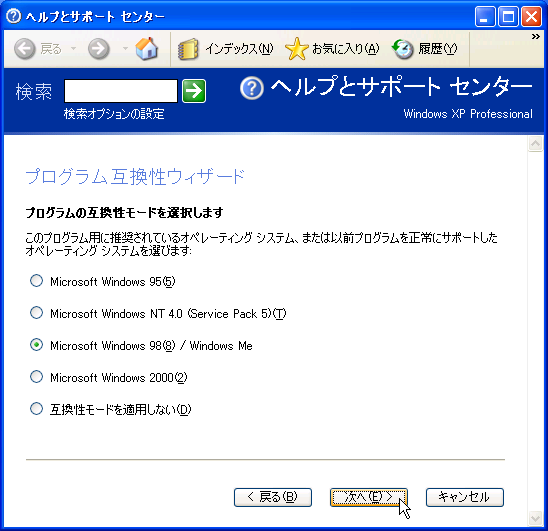 ヘルプとサポート センター
戻る インデックス(N) お気に入り(A) 履歴(Y) »
検索 ヘルプとサポート センター
検索オプションの設定 Windows XP Professional
プログラム互換性ウィザード
プログラムの互換性モードを選択します
このプログラム用に推奨されているオペレーティング システム、または以前プログラムを正常にサポートした
オペレーティング システムを選びます:
Microsoft Windows 95(5)
Microsoft Windows NT 4.0 (Service Pack 5)(T)
Microsoft Windows 98(8) / Windows Me
Microsoft Windows 2000(2)
互換性モードを適用しない(D)
< 戻る(B) 次へ(E) > キャンセル